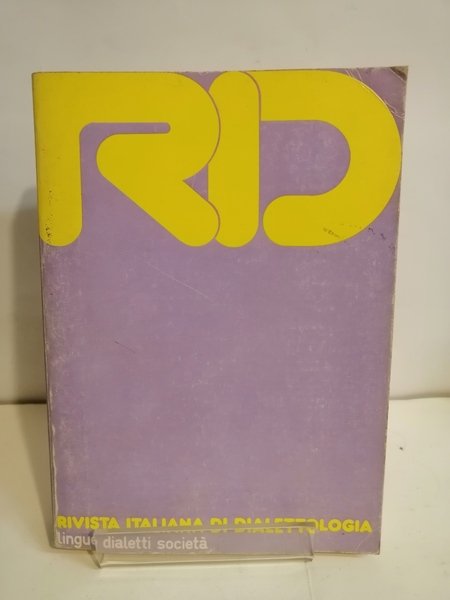 RID
RIVISTA ITALIANA DI DIALETTOLOGIA
lingue dialetti società